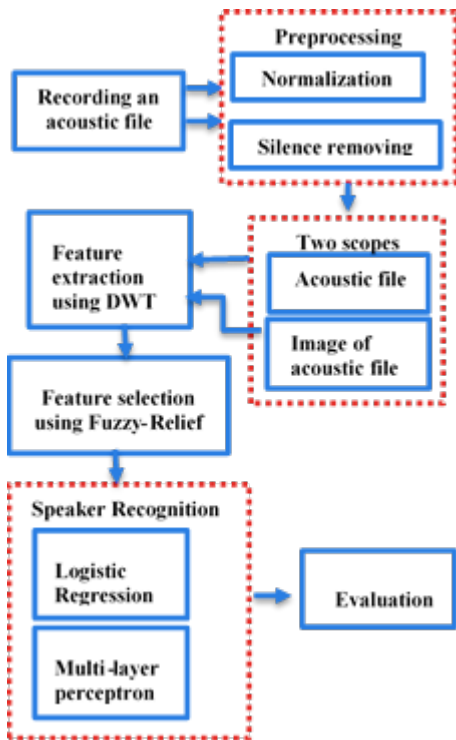 Preprocessing
Normalization
Recording an
acoustic file
Silence removing
Two scopes
Feature
extraction
using DWT
Acoustic file
Image of
acoustic file
Feature selection
using Fuzzy-Relief
Speaker Recognition
Logistic
Regression
Evaluation
Multi-layer
perceptron